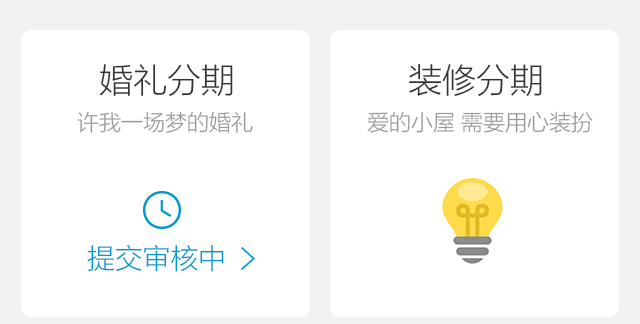 婚礼分期
许我一场梦的婚礼
提交审核中
装修分期
爱的小屋 需要用心装扮